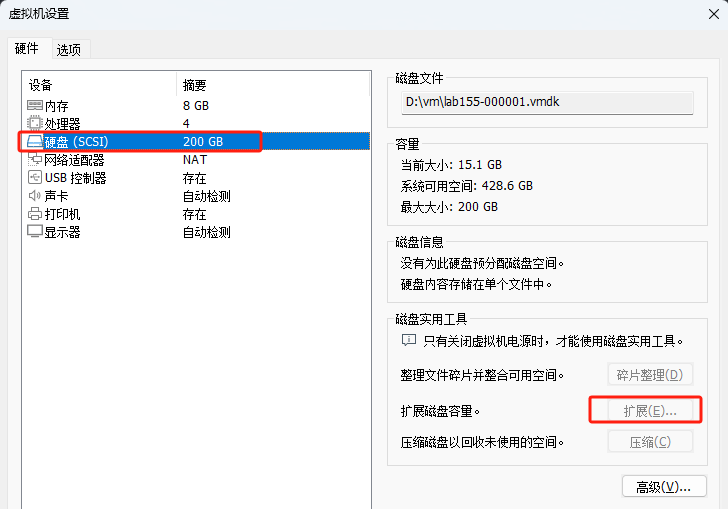 虚拟机设置
硬件 选项
设备 摘要
内存 8 GB
处理器 4
硬盘 (SCSI) 200 GB
网络适配器 NAT
USB 控制器 存在
声卡 自动检测
打印机 存在
显示器 自动检测
磁盘文件
D:\vm\lab155-000001.vmdk
容量
当前大小: 15.1 GB
系统可用空间: 428.6 GB
最大大小: 200 GB
磁盘信息
没有为此硬盘预分配磁盘空间。
硬盘内容存储在单个文件中。
磁盘实用工具
只有关闭虚拟机电源时，才能使用磁盘实用工具。
整理文件碎片并整合可用空间。 碎片整理(D)
扩展磁盘容量。 扩展(E)...
压缩磁盘以回收未使用的空间。 压缩(C)
高级(V)...